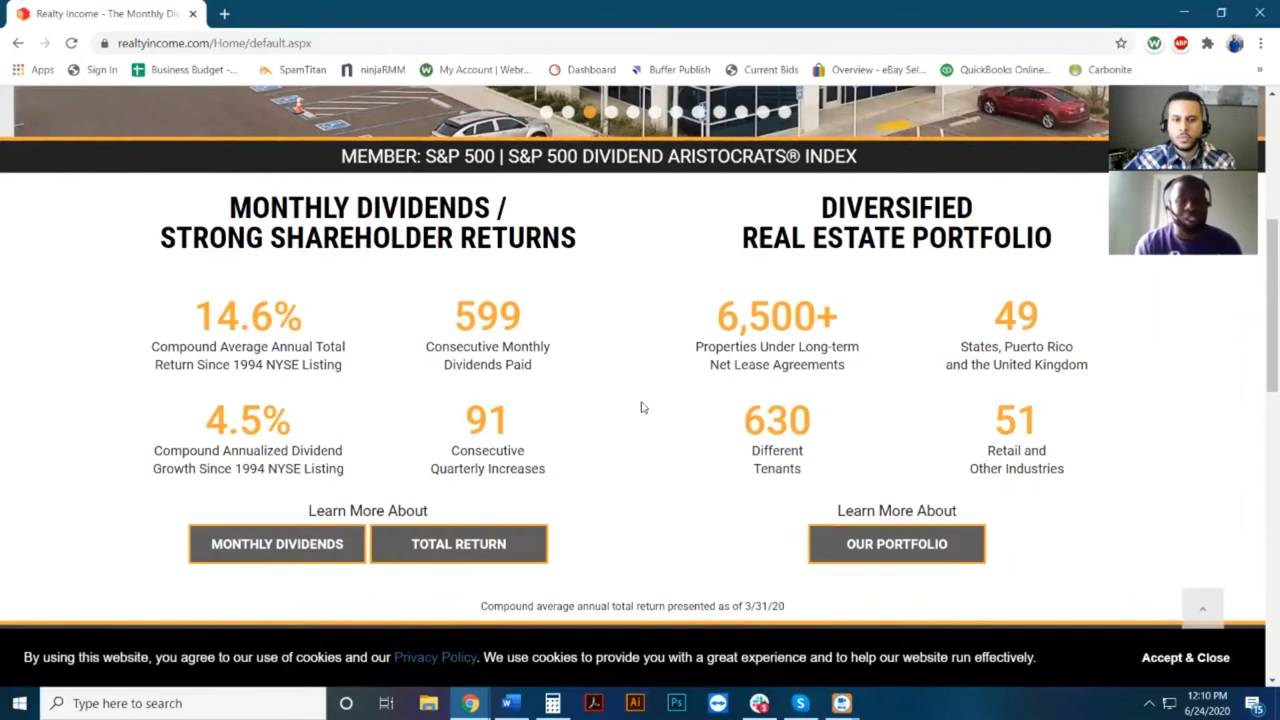 Realty Income - The Monthly Div
realtyincome.com/Home/default.aspx
Apps
Sign In
Business Budget -...
SpamTitan
ninjaRMM
My Account | Webr...
Dashboard
Buffer Publish
Current Bids
Overview - eBay Sel...
QuickBooks Online...
Carbonite
»
MEMBER: S&P 500 | S&P 500 DIVIDEND ARISTOCRATS® INDEX
MONTHLY DIVIDENDS /
STRONG SHAREHOLDER RETURNS
14.6%
Compound Average Annual Total
Return Since 1994 NYSE Listing
599
Consecutive Monthly
Dividends Paid
4.5%
Compound Annualized Dividend
Growth Since 1994 NYSE Listing
91
Consecutive
Quarterly Increases
Learn More About
MONTHLY DIVIDENDS
TOTAL RETURN
DIVERSIFIED
REAL ESTATE PORTFOLIO
6,500+
Properties Under Long-term
Net Lease Agreements
49
States, Puerto Rico
and the United Kingdom
630
Different
Tenants
51
Retail and
Other Industries
Learn More About
OUR PORTFOLIO
Compound average annual total return presented as of 3/31/20
By using this website, you agree to our use of cookies and our Privacy Policy. We use cookies to provide you with a great experience and to help our website run effectively.
Accept & Close
Type here to search
12:10 PM
6/24/2020
15